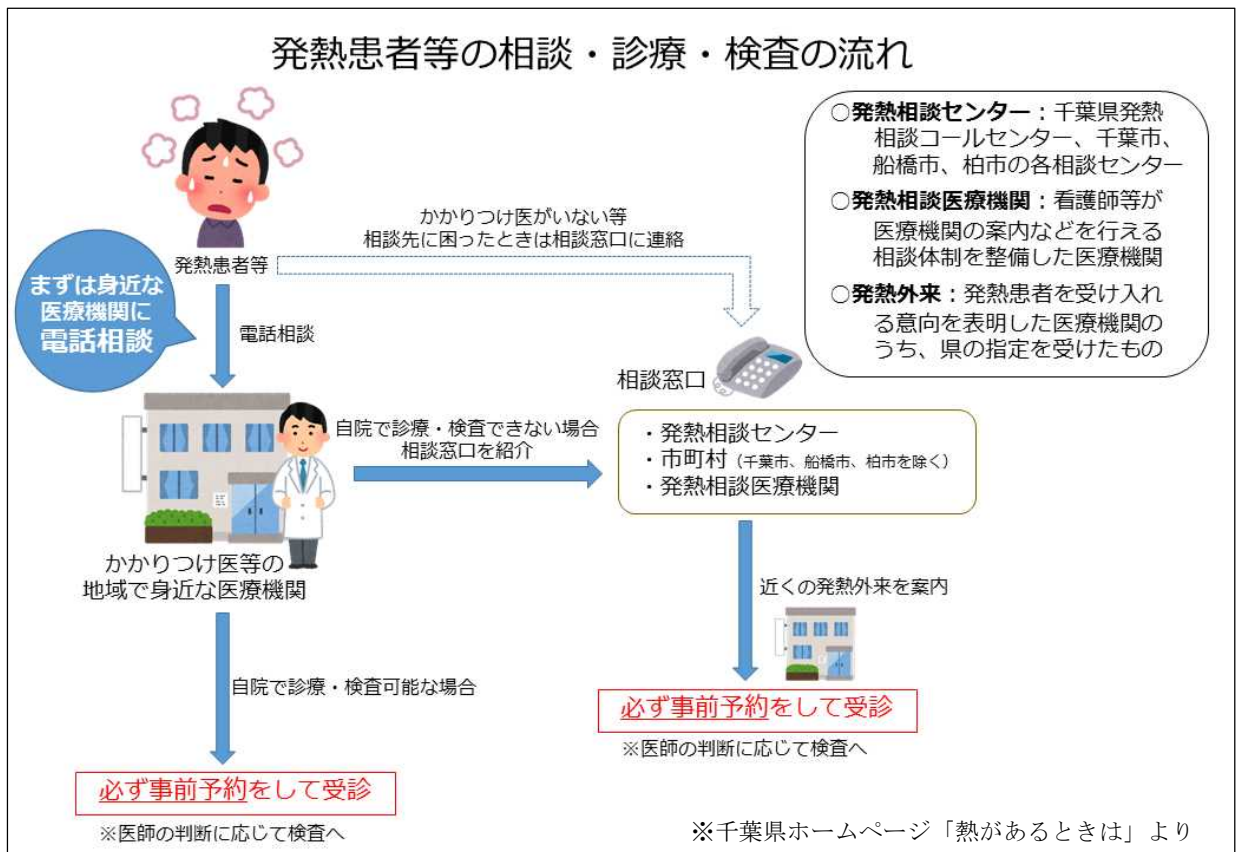 発熱患者等の相談・診療・検査の流れ
○発熱相談センター：千葉県発熱
相談コールセンター、千葉市、
船橋市、柏市の各相談センター
○発熱相談医療機関：看護師等が
医療機関の案内などを行える
相談体制を整備した医療機関
○発熱外来：発熱患者を受け入れ
る意向を表明した医療機関の
うち、県の指定を受けたもの
かかりつけ医がいない等
相談先に困ったときは相談窓口に連絡
発熱患者等
まずは身近な
医療機関に
電話相談
電話相談
相談窓口
自院で診療・検査できない場合
相談窓口を紹介
・発熱相談センター
・市町村（千葉市、船橋市、柏市を除く）
・発熱相談医療機関
かかりつけ医等の
地域で身近な医療機関
近くの発熱外来を案内
自院で診療・検査可能な場合
必ず事前予約をして受診
※医師の判断に応じて検査へ
必ず事前予約をして受診
※医師の判断に応じて検査へ
※千葉県ホームページ「熱があるときは」より